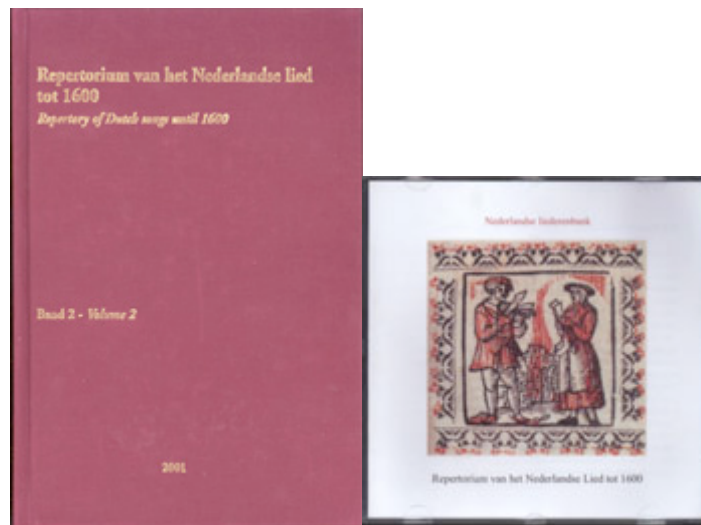 Repertorium van het Nederlandse lied
tot 1600
Repertory of Dutch songs until 1600
Band 2 - Volume 2
2001
Nederlandse liederenbank
Repertorium van het Nederlandse Lied tot 1600